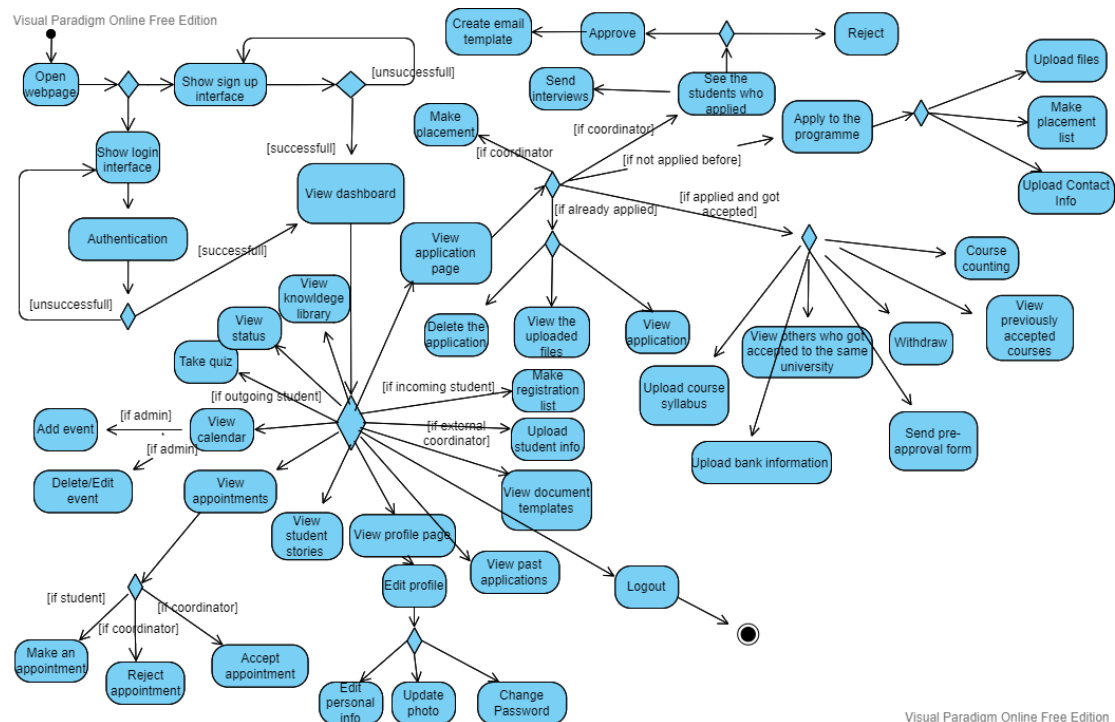 Visual Paradigm Online Free Edition
Open
webpage
Show sign up
interface
[unsuccessfull]
Create email
template
Approve
Reject
Send
interviews
See the
students who
applied
Upload files
Make
placement
list
Upload Contact
Info
Apply to the
programme
Make
placement
[if coordinator]
[if coordinator
[if not applied before]
[if applied and got
accepted]
[if already applied]
Show login
interface
[successfull]
View dashboard
Authentication
[successfull]
[unsuccessfull]
View
application
page
Course
counting
View
previously
accepted
courses
Withdraw
View others who got
accepted to the same
university
Upload course
syllabus
Send pre-
approval form
Upload bank information
Delete the
application
View the
uploaded
files
View
application
View
knowldege
library
View
status
Take quiz
[if outgoing student]
[if incoming student]
Make
registration
list
[if external
coordinator]
Upload
student info
[if admin]
Add event
View
calendar
[if admin]
Delete/Edit
event
View
appointments
View document
templates
View
student
stories
View profile page
View past
applications
Logout
Edit profile
[if student]
[if coordinator]
[if coordinator]
Make an
appointment
Reject
appointment
Accept
appointment
Edit
personal
info
Update
photo
Change
Password
Visual Paradigm Online Free Edition